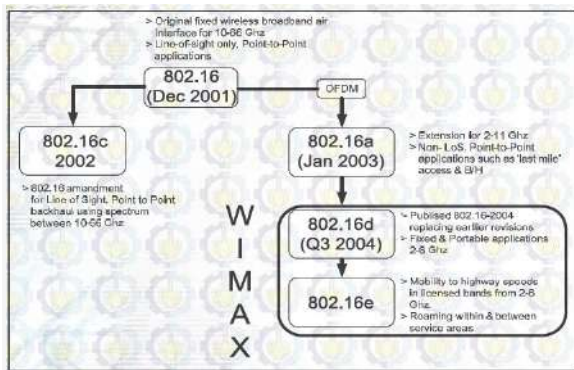 > Original fixed wireless broadband air
Interface for 10-66 Ghz
> Line-of-sight only, Point-to-Point
applications
802.16
(Dec 2001)
OFDM
802.16c
2002
> 802.16 amendment
for Line of Sight, Point to Point
backhaul using spectrum
between 10-66 Ghz
802.16a
(Jan 2003)
> Extension for 2-11 Ghz
> Non- LoS, Point-to-Point
applications such as 'last mile'
access & B/H
WIMAX
802.16d
(Q3 2004)
> Publised 802.16-2004
replacing earlier revisions
> Fixed & Portable applications
2-6 Ghz
802.16e
> Mobility to highway speeds
in licensed bands from 2-6
Ghz
> Roaming within & between
service areas